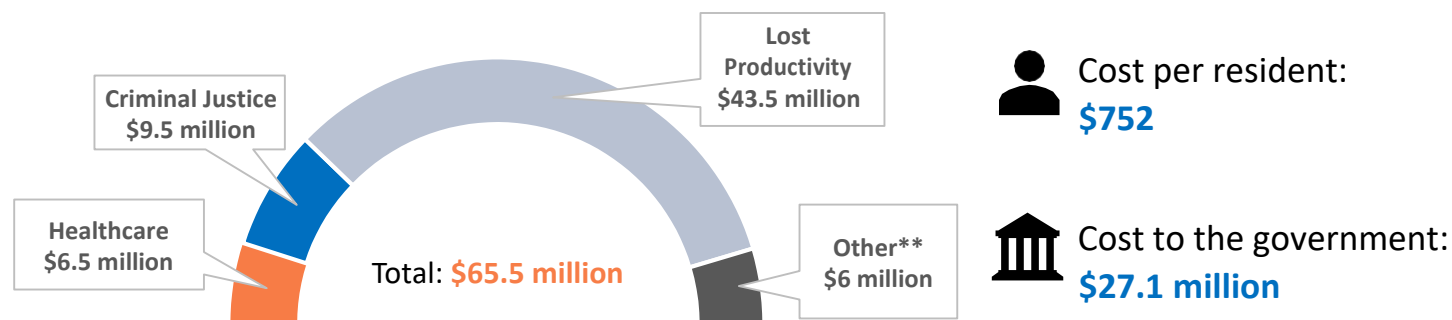 Lost
Productivity
$43.5 million
Criminal Justice
$9.5 million
Healthcare
$6.5 million
Total: $65.5 million
Other**
$6 million
Cost per resident:
$752
Cost to the government:
$27.1 million